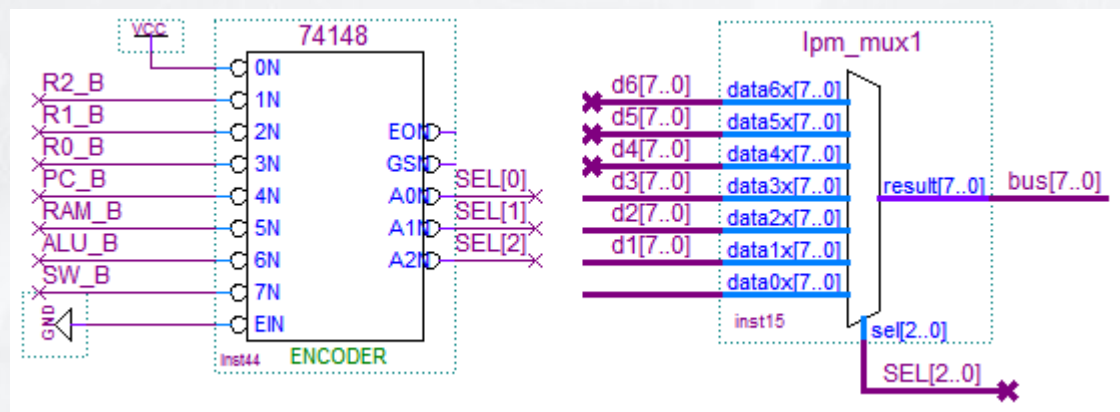 VCC
74148
0N
R2_B
1N
R1_B
2N
EON
R0_B
3N
GSN
PC_B
4N
A0N
SEL[0]
RAM_B
5N
A1N
SEL[1]
ALU_B
6N
A2N
SEL[2]
SW_B
7N
GND
EIN
inst44
ENCODER
lpm_mux1
d6[7..0]
data6x[7..0]
d5[7..0]
data5x[7..0]
d4[7..0]
data4x[7..0]
d3[7..0]
data3x[7..0]
result[7..0]
bus[7..0]
d2[7..0]
data2x[7..0]
d1[7..0]
data1x[7..0]
data0x[7..0]
inst15
sel[2..0]
SEL[2..0]